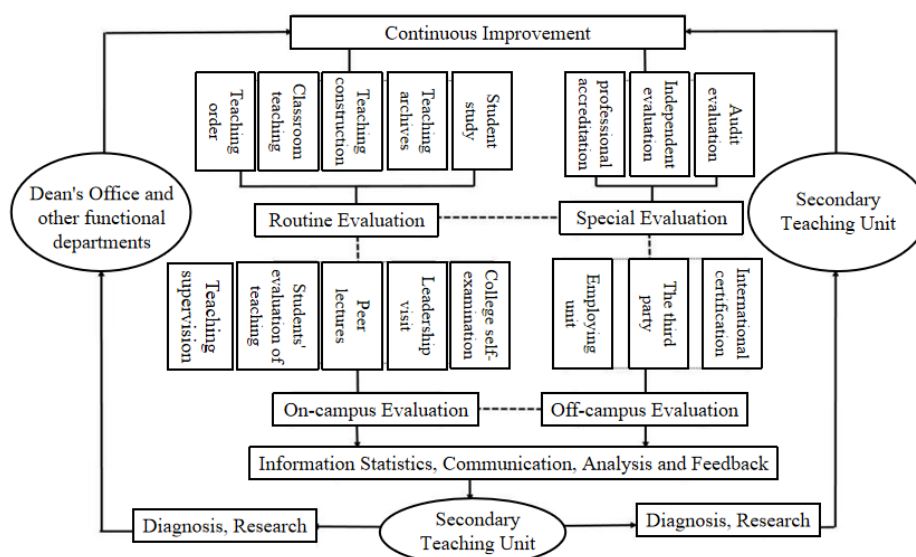 Continuous Improvement
Teaching
order
Classroom
teaching
Teaching
construction
Teaching
archives
Student
study
professional
accreditation
Independent
evaluation
Audit
evaluation
Dean's Office and
other functional
departments
Secondary
Teaching Unit
Routine Evaluation
Special Evaluation
Teaching
supervision
Students'
evaluation of
teaching
Peer
lectures
Leadership
visit
College self-
examination
Employing
unit
The third
party
International
certification
On-campus Evaluation
Off-campus Evaluation
Information Statistics, Communication, Analysis and Feedback
Diagnosis, Research
Secondary
Teaching Unit
Diagnosis, Research